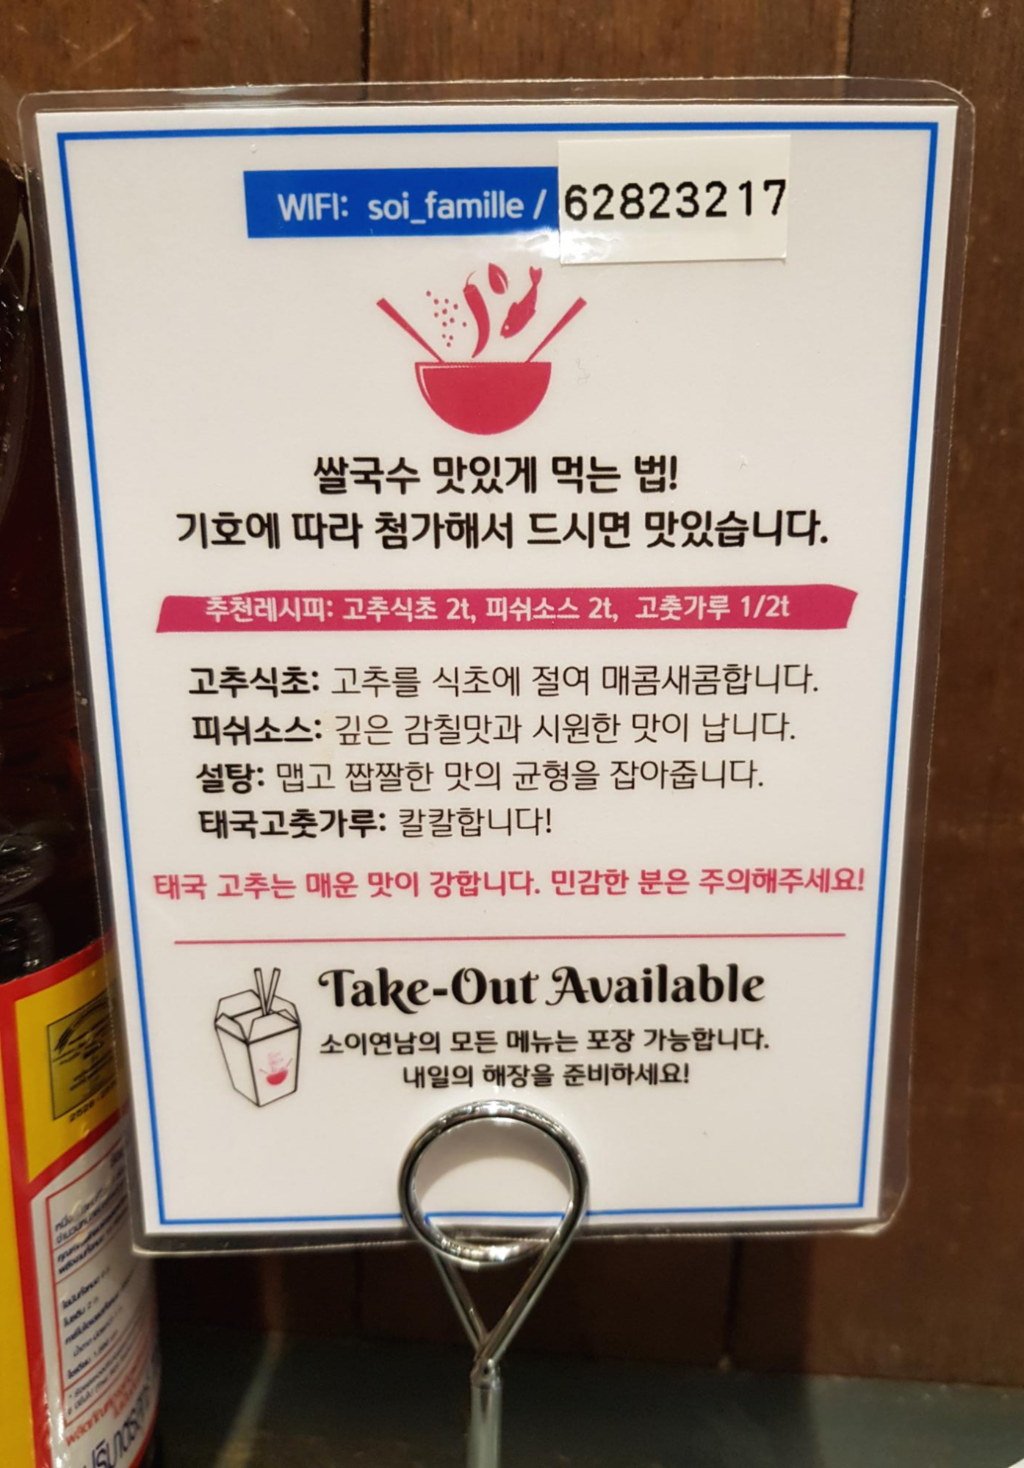 WIFI: soi_famille / 62823217
쌀국수 맛있게 먹는 법!
기호에 따라 첨가해서 드시면 맛있습니다.
추천레시피: 고추식초 2t, 피쉬소스 2t, 고춧가루 1/2t
고추식초: 고추를 식초에 절여 매콤새콤합니다.
피쉬소스: 깊은 감칠맛과 시원한 맛이 납니다.
설탕: 맵고 짭짤한 맛의 균형을 잡아줍니다.
태국고춧가루: 칼칼합니다!
태국 고추는 매운 맛이 강합니다. 민감한 분은 주의해주세요!
Take-Out Available
소이연남의 모든 메뉴는 포장 가능합니다.
내일의 해장을 준비하세요!